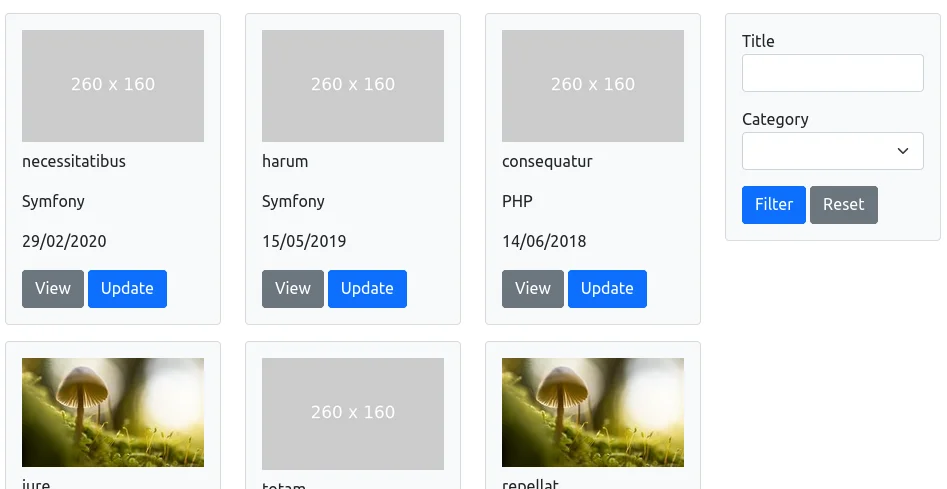 260 x 160
necessitatibus
Symfony
29/02/2020
View
Update
260 x 160
harum
Symfony
15/05/2019
View
Update
260 x 160
consequatur
PHP
14/06/2018
View
Update
Title
Category
Filter
Reset
iure
260 x 160
totam
repellat